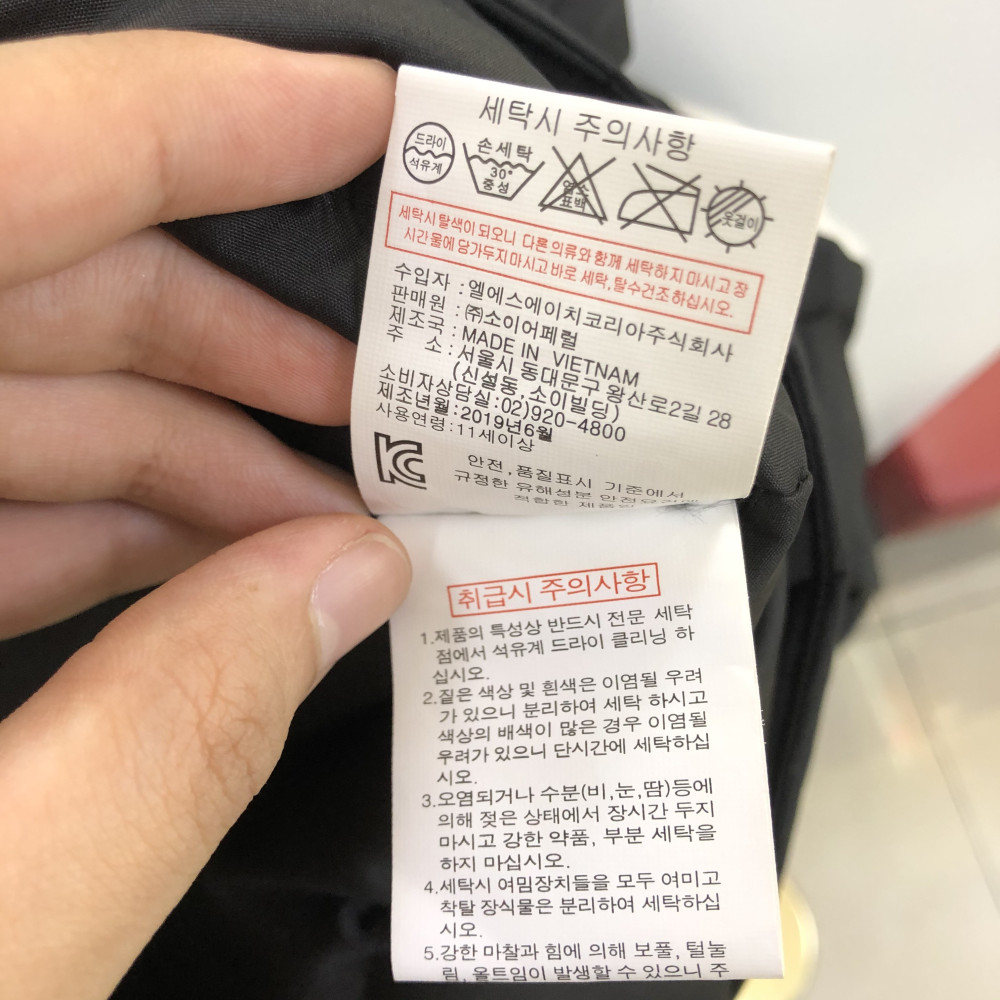 세탁시 주의사항
드라이
석유계
손세탁
30°
중성
염소
표백
옷걸이
세탁시 탈색이 되오니 다른 의류와 함께 세탁하지 마시고 장
시간 물에 담가두지 마시고 바로 세탁, 탈수건조 하십시오.
수입자 : 엘에스에이치코리아주식회사
판매원 : ㈜소이어페럴
제조국 : MADE IN VIETNAM
주 소 : 서울시 동대문구 왕산로2길 28
(신설동, 소이빌딩)
소비자상담실:02)920-4800
제조년월:2019년6월
사용연령:11세이상
안전,품질표시 기준에서
규정한 유해성분 안전요건에
적합한 제품임
취급시 주의사항
1.제품의 특성상 반드시 전문 세탁
점에서 석유계 드라이 클리닝 하
십시오.
2.짙은 색상 및 흰색은 이염될 우려
가 있으니 분리하여 세탁 하시고
색상의 배색이 많은 경우 이염될
우려가 있으니 단시간에 세탁하십
시오.
3.오염되거나 수분(비,눈,땀)등에
의해 젖은 상태에서 장시간 두지
마시고 강한 약품, 부분 세탁을
하지 마십시오.
4.세탁시 여밈장치들을 모두 여미고
착탈 장식물은 분리하여 세탁하십
시오.
5.강한 마찰과 힘에 의해 보풀, 털눌
림, 올트임이 발생할 수 있으니 주